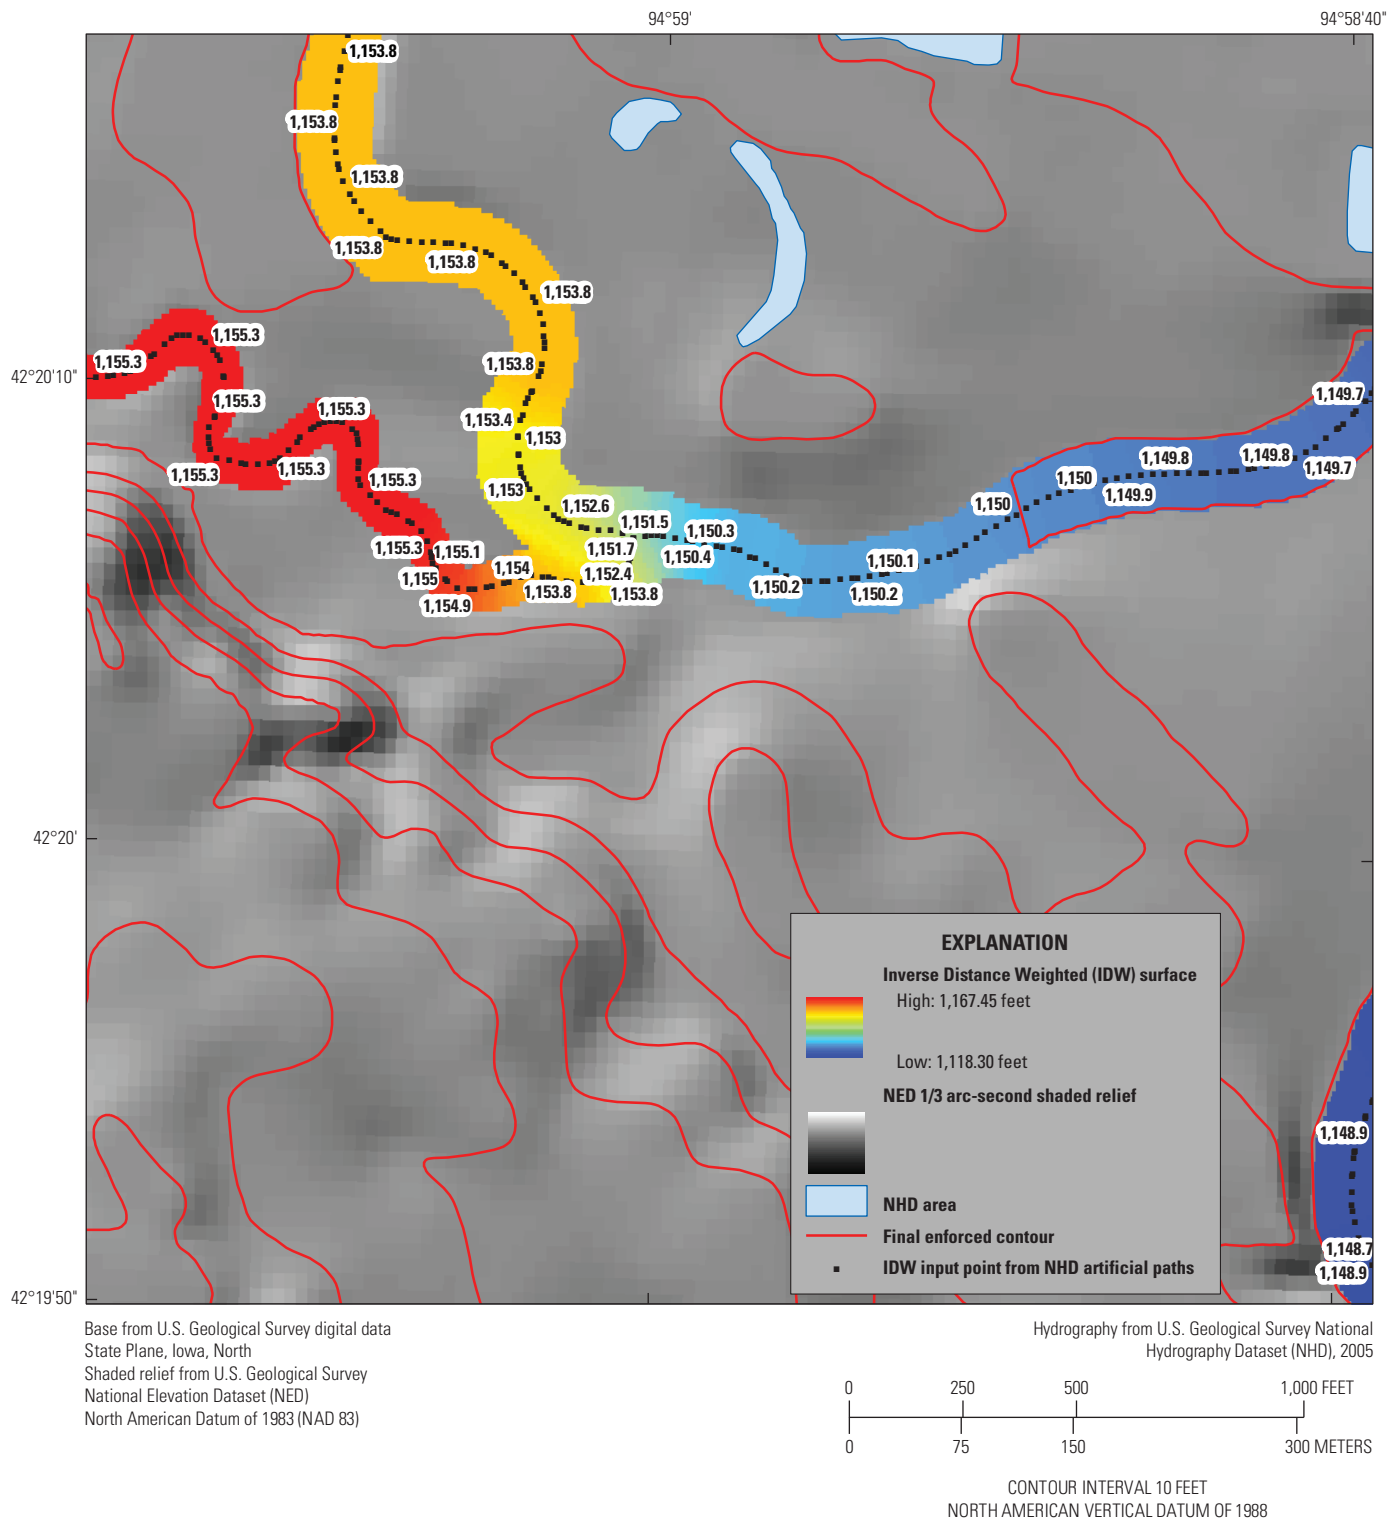 94°59'
94°58'40"
1,153.8
1,153.8
1,153.8
1,153.8
1,153.8
1,153.8
1,155.3
1,155.3
1,153.8
42°20'10"
1,149.7
1,155.3
1,155.3
1,153.4
1,153
1,149.8
1,149.8
1,149.7
1,155.3
1,155.3
1,155.3
1,150
1,153
1,149.9
1,152.6
1,150
1,151.5
1,150.3
1,155.3
1,155.1
1,151.7
1,150.4
1,150.1
1,154
1,152.4
1,155
1,150.2
1,153.8
1,153.8
1,150.2
1,154.9
42°20'
EXPLANATION
Inverse Distance Weighted (IDW) surface
High: 1,167.45 feet
Low: 1,118.30 feet
NED 1/3 arc-second shaded relief
NHD area
Final enforced contour
IDW input point from NHD artificial paths
1,148.9
1,148.7
1,148.9
42°19'50"
Base from U.S. Geological Survey digital data
State Plane, Iowa, North
Shaded relief from U.S. Geological Survey
National Elevation Dataset (NED)
North American Datum of 1983 (NAD 83)
Hydrography from U.S. Geological Survey National
Hydrography Dataset (NHD), 2005
0 250 500 1,000 FEET
0 75 150 300 METERS
CONTOUR INTERVAL 10 FEET
NORTH AMERICAN VERTICAL DATUM OF 1988